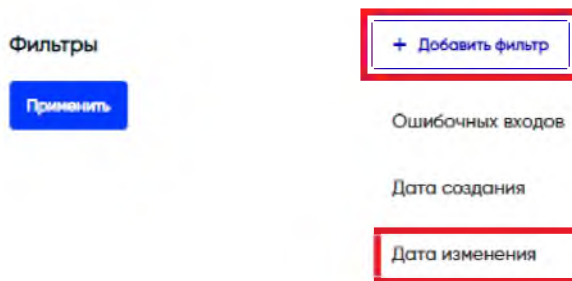 Фильтры
+ Добавить фильтр
Применить
Ошибочных входов
Дата создания
Дата изменения